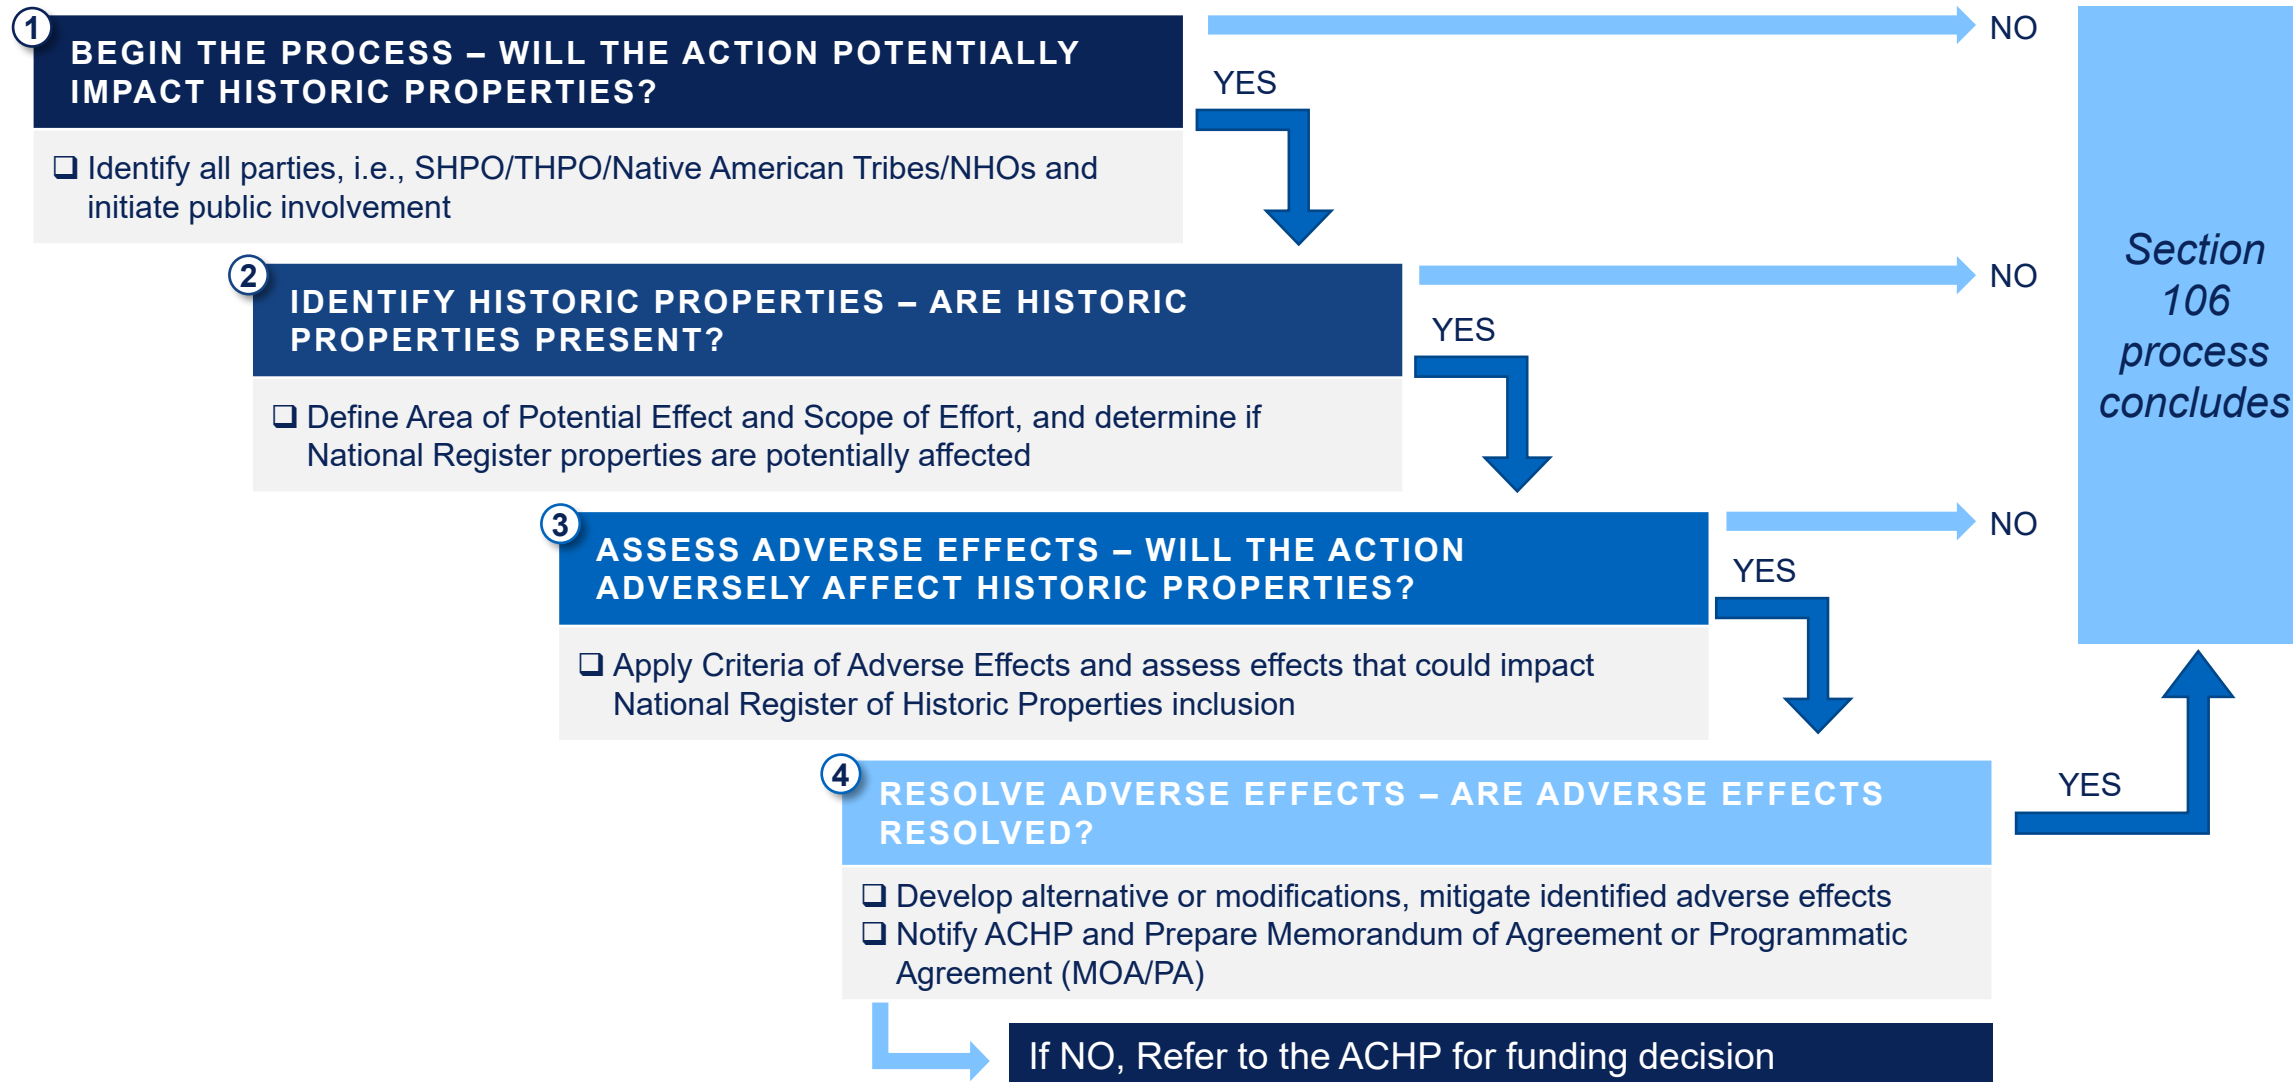 1
BEGIN THE PROCESS – WILL THE ACTION POTENTIALLY
IMPACT HISTORIC PROPERTIES?
NO
YES
❑ Identify all parties, i.e., SHPO/THPO/Native American Tribes/NHOs and
initiate public involvement
2
IDENTIFY HISTORIC PROPERTIES – ARE HISTORIC
PROPERTIES PRESENT?
NO
YES
❑ Define Area of Potential Effect and Scope of Effort, and determine if
National Register properties are potentially affected
3
ASSESS ADVERSE EFFECTS – WILL THE ACTION
ADVERSELY AFFECT HISTORIC PROPERTIES?
NO
YES
❑ Apply Criteria of Adverse Effects and assess effects that could impact
National Register of Historic Properties inclusion
4
RESOLVE ADVERSE EFFECTS – ARE ADVERSE EFFECTS
RESOLVED?
YES
❑ Develop alternative or modifications, mitigate identified adverse effects
❑ Notify ACHP and Prepare Memorandum of Agreement or Programmatic
Agreement (MOA/PA)
If NO, Refer to the ACHP for funding decision
Section
106
process
concludes